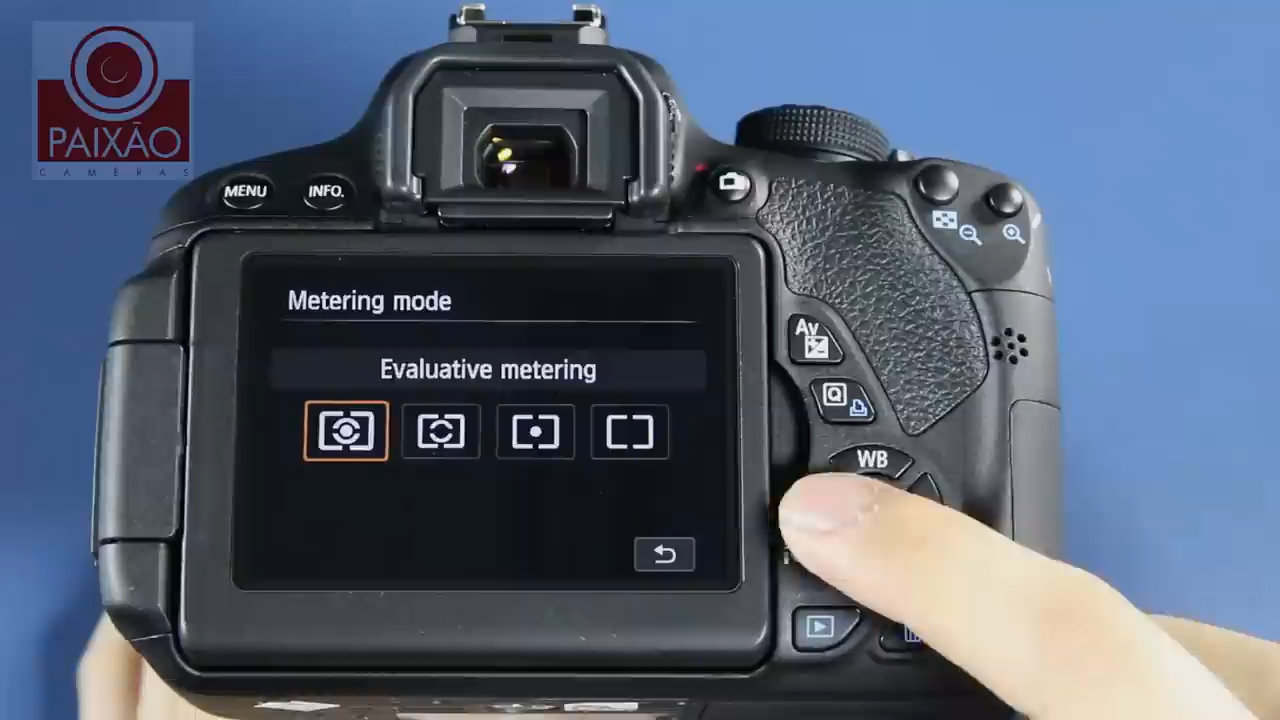 PAIXÃO
CAMERAS
MENU
INFO.
Metering mode
Evaluative metering
Av
Q
WB